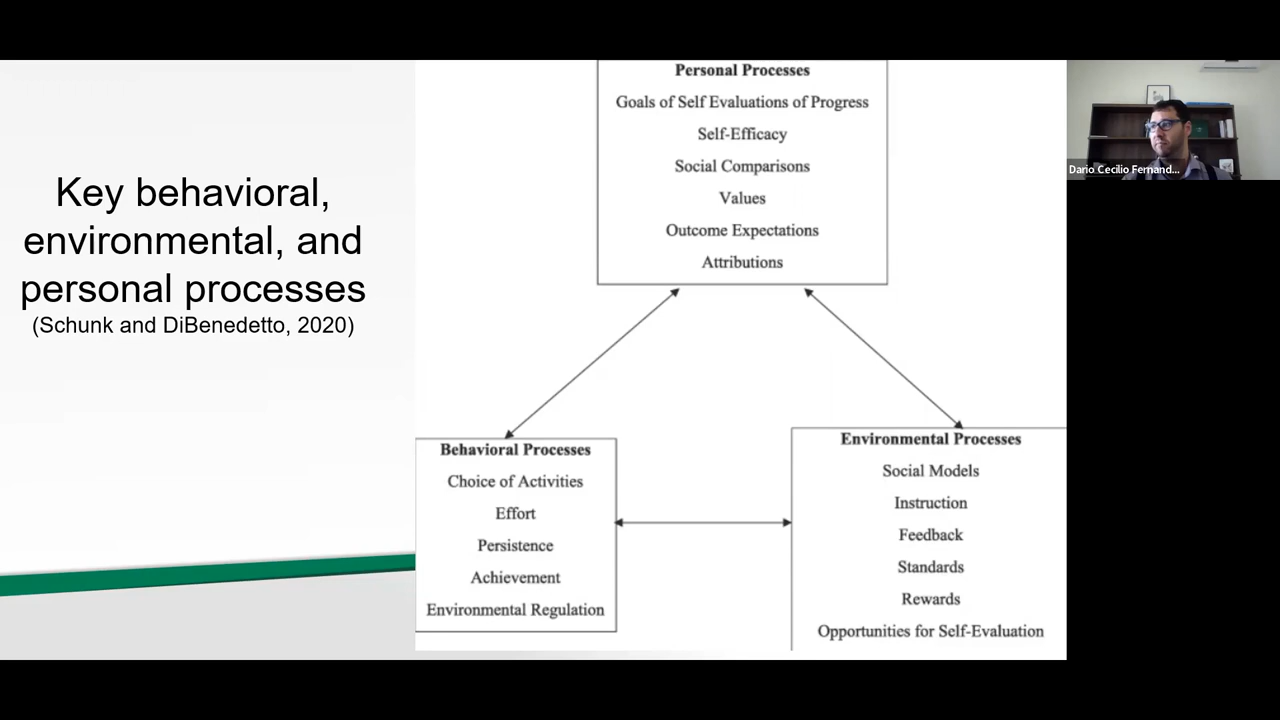 Key behavioral,
environmental, and
personal processes
(Schunk and DiBenedetto, 2020)
Personal Processes
Goals of Self Evaluations of Progress
Self-Efficacy
Social Comparisons
Values
Outcome Expectations
Attributions
Behavioral Processes
Choice of Activities
Effort
Persistence
Achievement
Environmental Regulation
Environmental Processes
Social Models
Instruction
Feedback
Standards
Rewards
Opportunities for Self-Evaluation
Dario Cecilio Fernand...